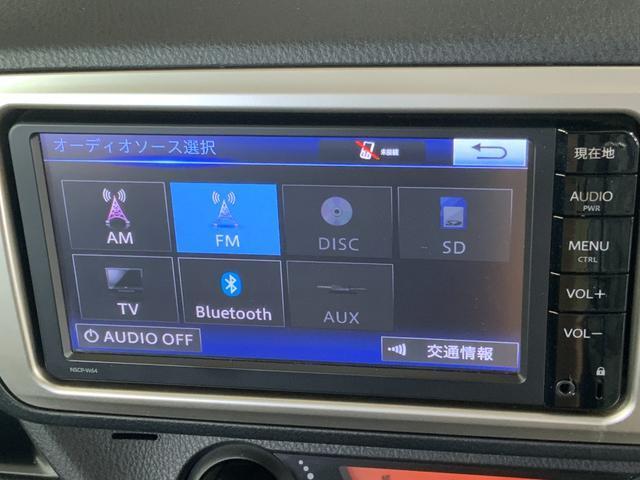 オーディオソース選択
未接続
現在地
AM
FM
DISC
SD
AUDIO
PWR
TV
Bluetooth
AUX
MENU
CTRL
VOL+
AUDIO OFF
交通情報
VOL−
NSCP-W64